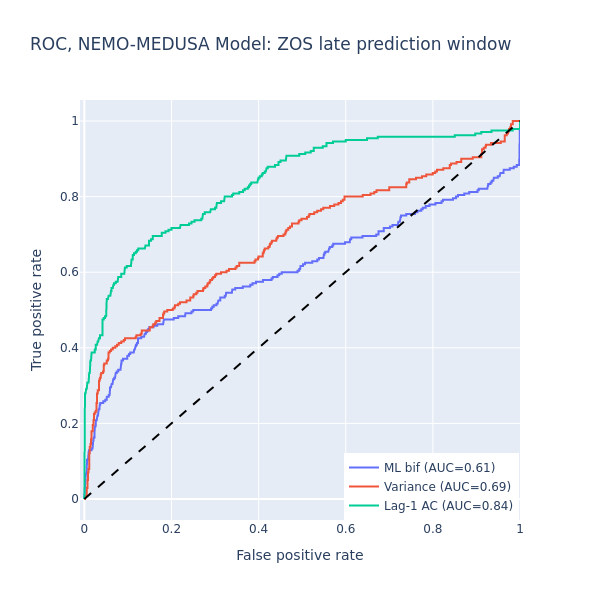 ROC, NEMO-MEDUSA Model: ZOS late prediction window
True positive rate
1
0.8
0.6
0.4
0.2
0
ML bif (AUC=0.61)
Variance (AUC=0.69)
Lag-1 AC (AUC=0.84)
0 0.2 0.4 0.6 0.8 1
False positive rate